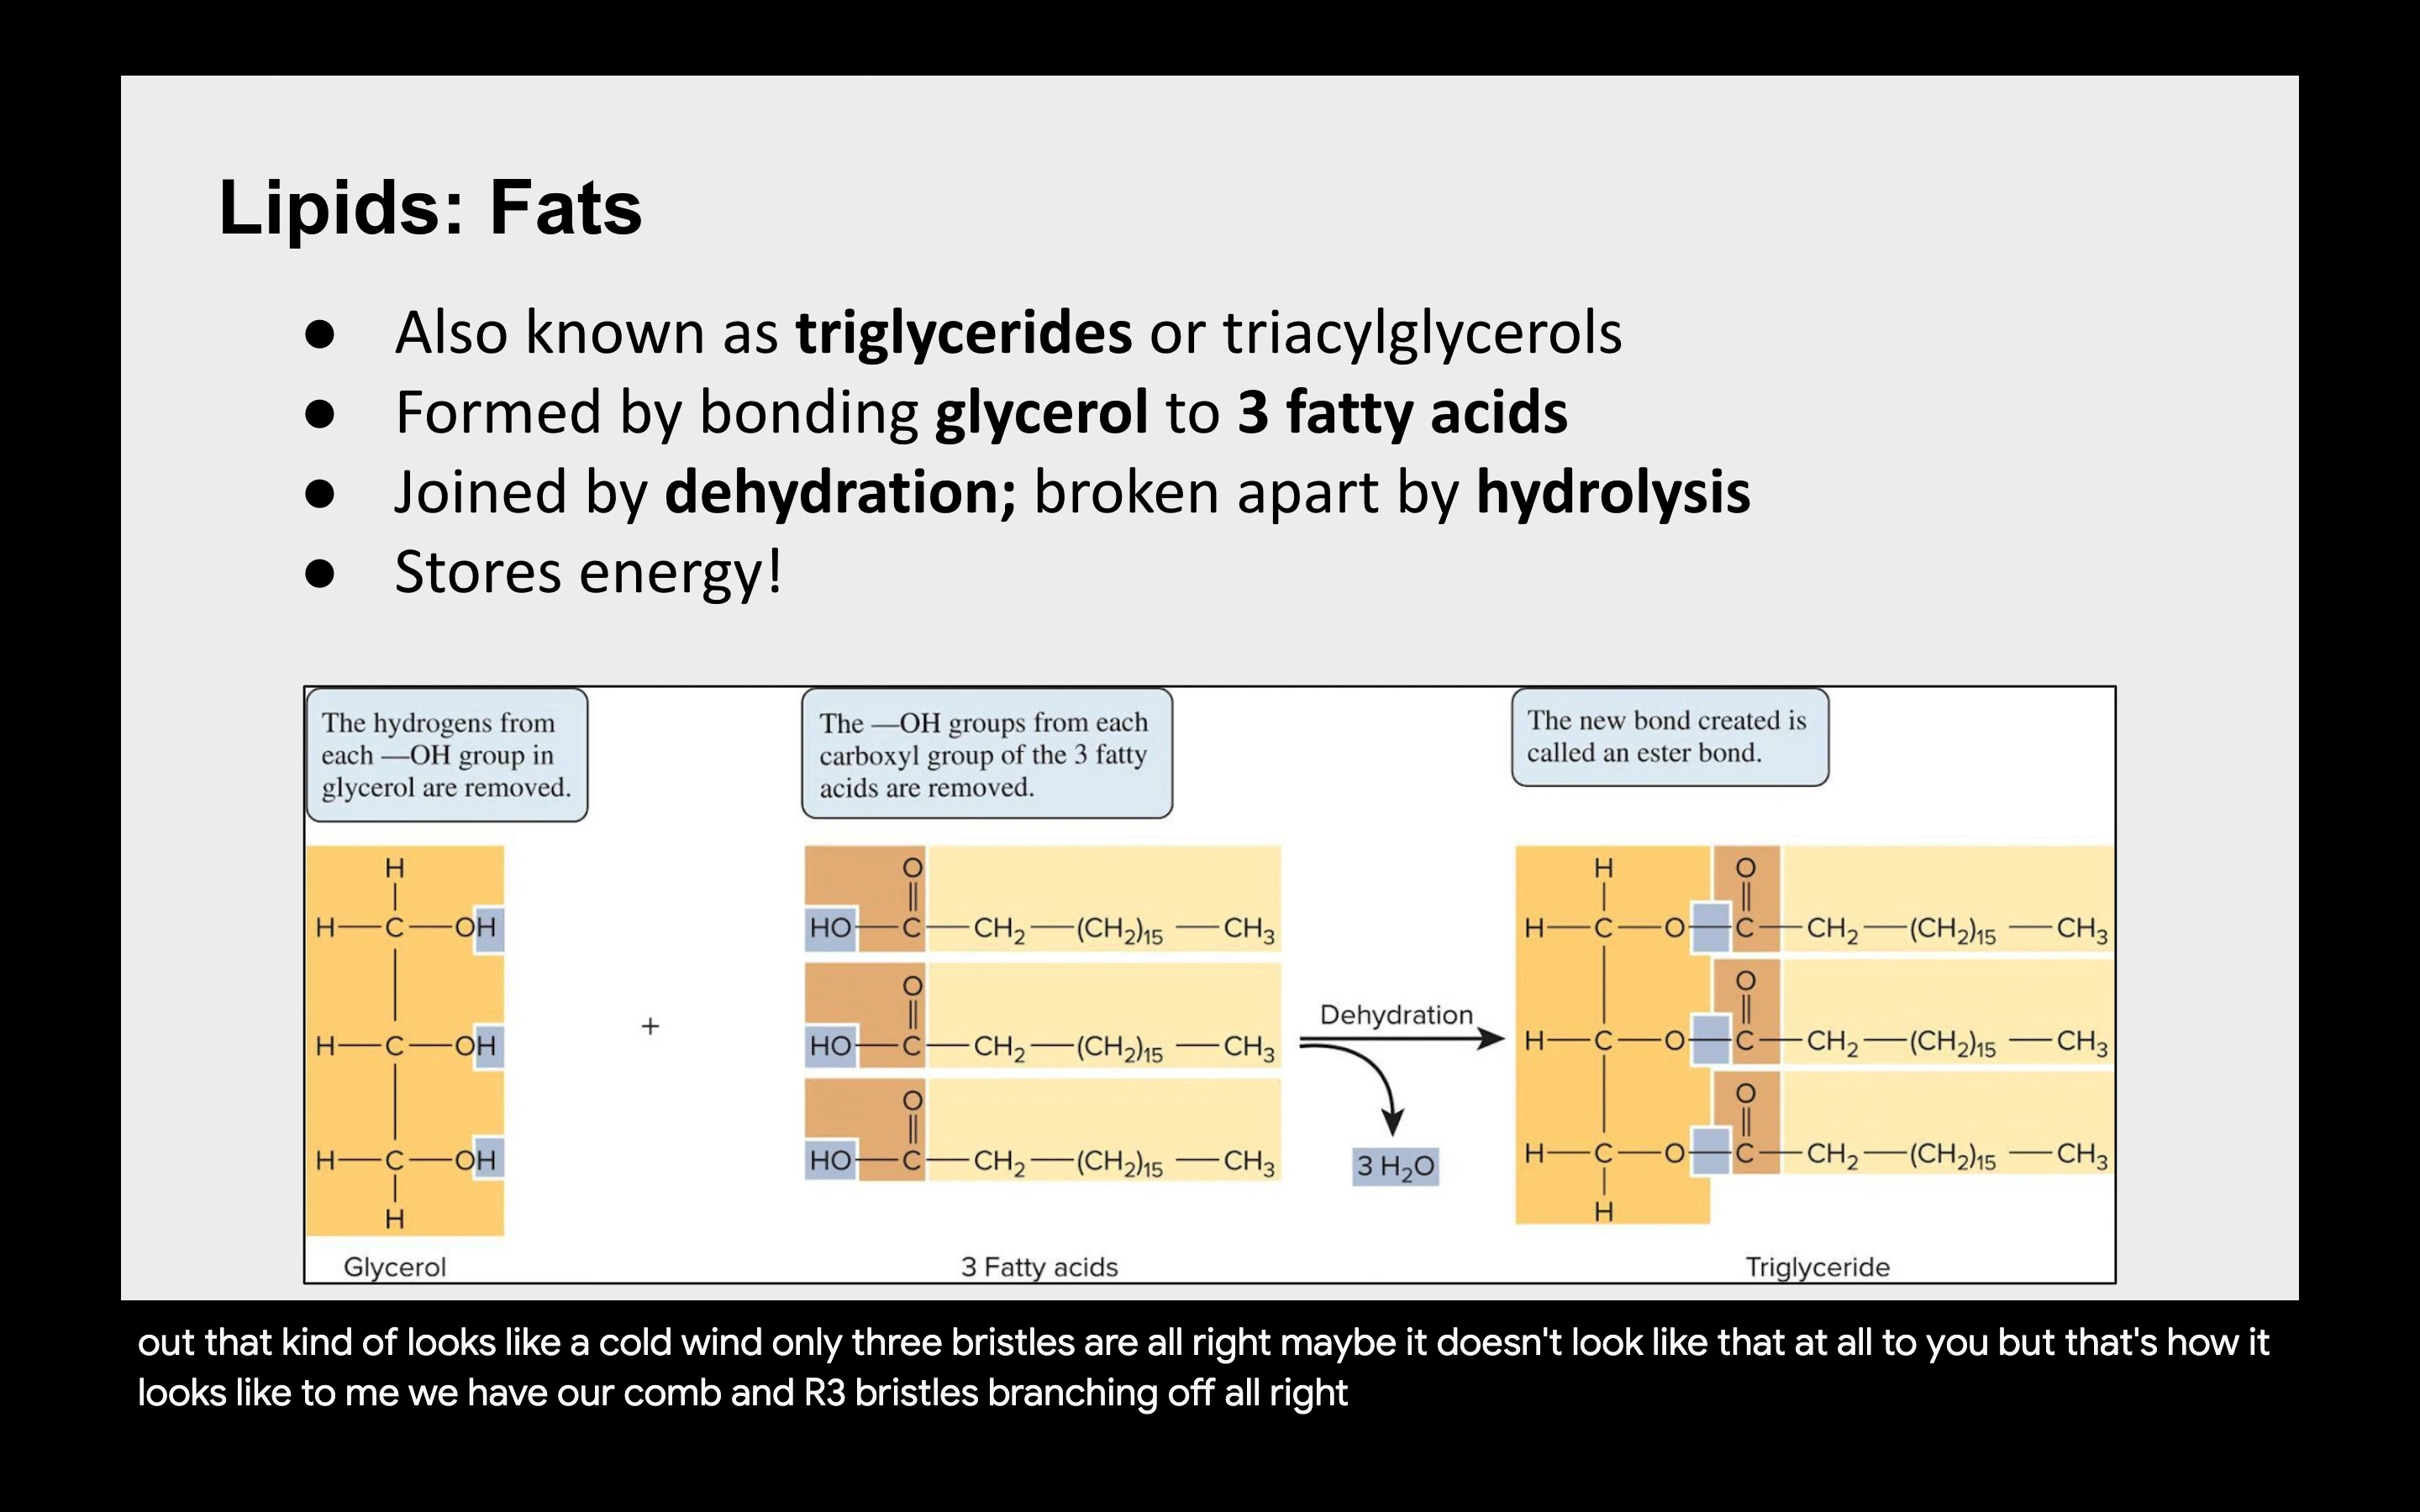 Lipids: Fats
● Also known as triglycerides or triacylglycerols
● Formed by bonding glycerol to 3 fatty acids
● Joined by dehydration; broken apart by hydrolysis
● Stores energy!
The hydrogens from
each —OH group in
glycerol are removed.
The —OH groups from each
carboxyl group of the 3 fatty
acids are removed.
The new bond created is
called an ester bond.
H
H—C—OH
H—C—OH
H—C—OH
H
Glycerol
+
O
HO—C—CH₂—(CH₂)₁₅—CH₃
O
HO—C—CH₂—(CH₂)₁₅—CH₃
O
HO—C—CH₂—(CH₂)₁₅—CH₃
3 Fatty acids
Dehydration
3 H₂O
H O
H—C—O—C—CH₂—(CH₂)₁₅—CH₃
O
H—C—O—C—CH₂—(CH₂)₁₅—CH₃
O
H—C—O—C—CH₂—(CH₂)₁₅—CH₃
H
Triglyceride
out that kind of looks like a cold wind only three bristles are all right maybe it doesn't look like that at all to you but that's how it
looks like to me we have our comb and R3 bristles branching off all right